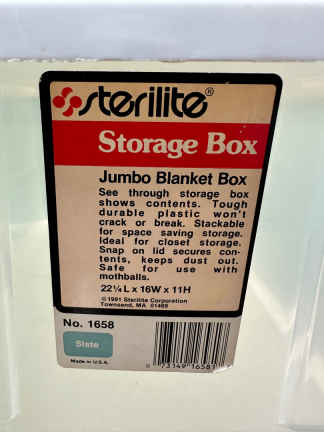 sterilite®
Storage Box
Jumbo Blanket Box
See through storage box
shows contents. Tough
durable plastic won't
crack or break. Stackable
for space saving storage.
Ideal for closet storage.
Snap on lid secures con-
tents, keeps dust out.
Safe for use with
mothballs.
22¼ L x 16W x 11H
©1991 Sterilite Corporation
Townsend, MA 01469
No. 1658
Slate
Made in U.S.A.
73149 16581